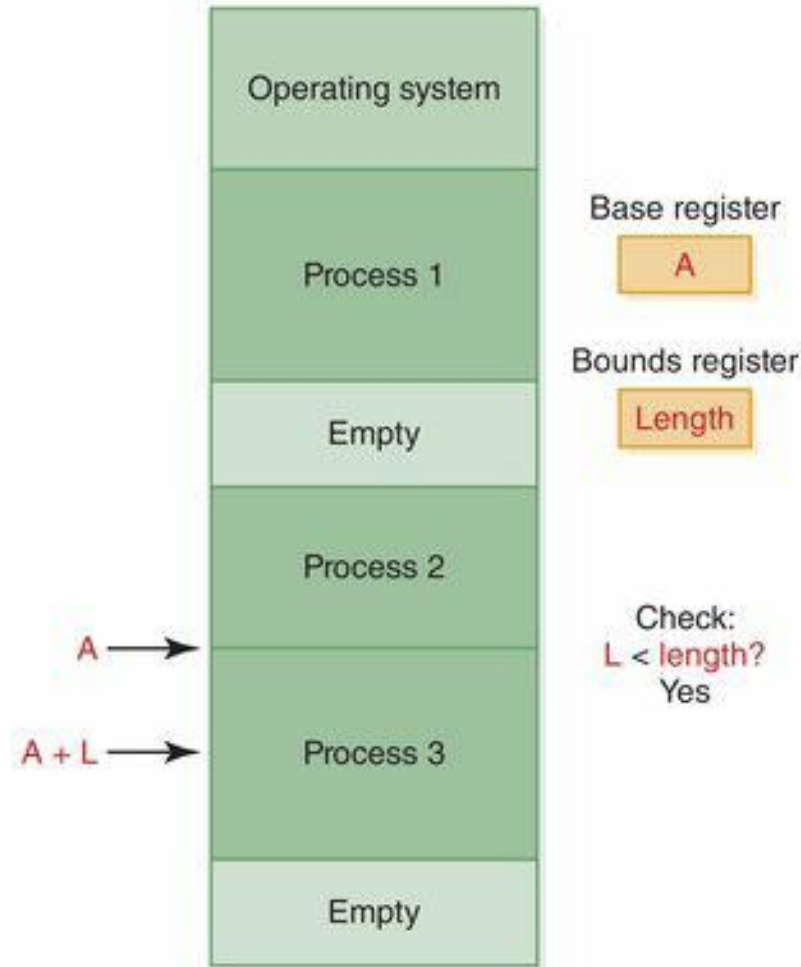 Operating system
Process 1
Empty
Process 2
Process 3
Empty
A
A + L
Base register
A
Bounds register
Length
Check:
L < length?
Yes